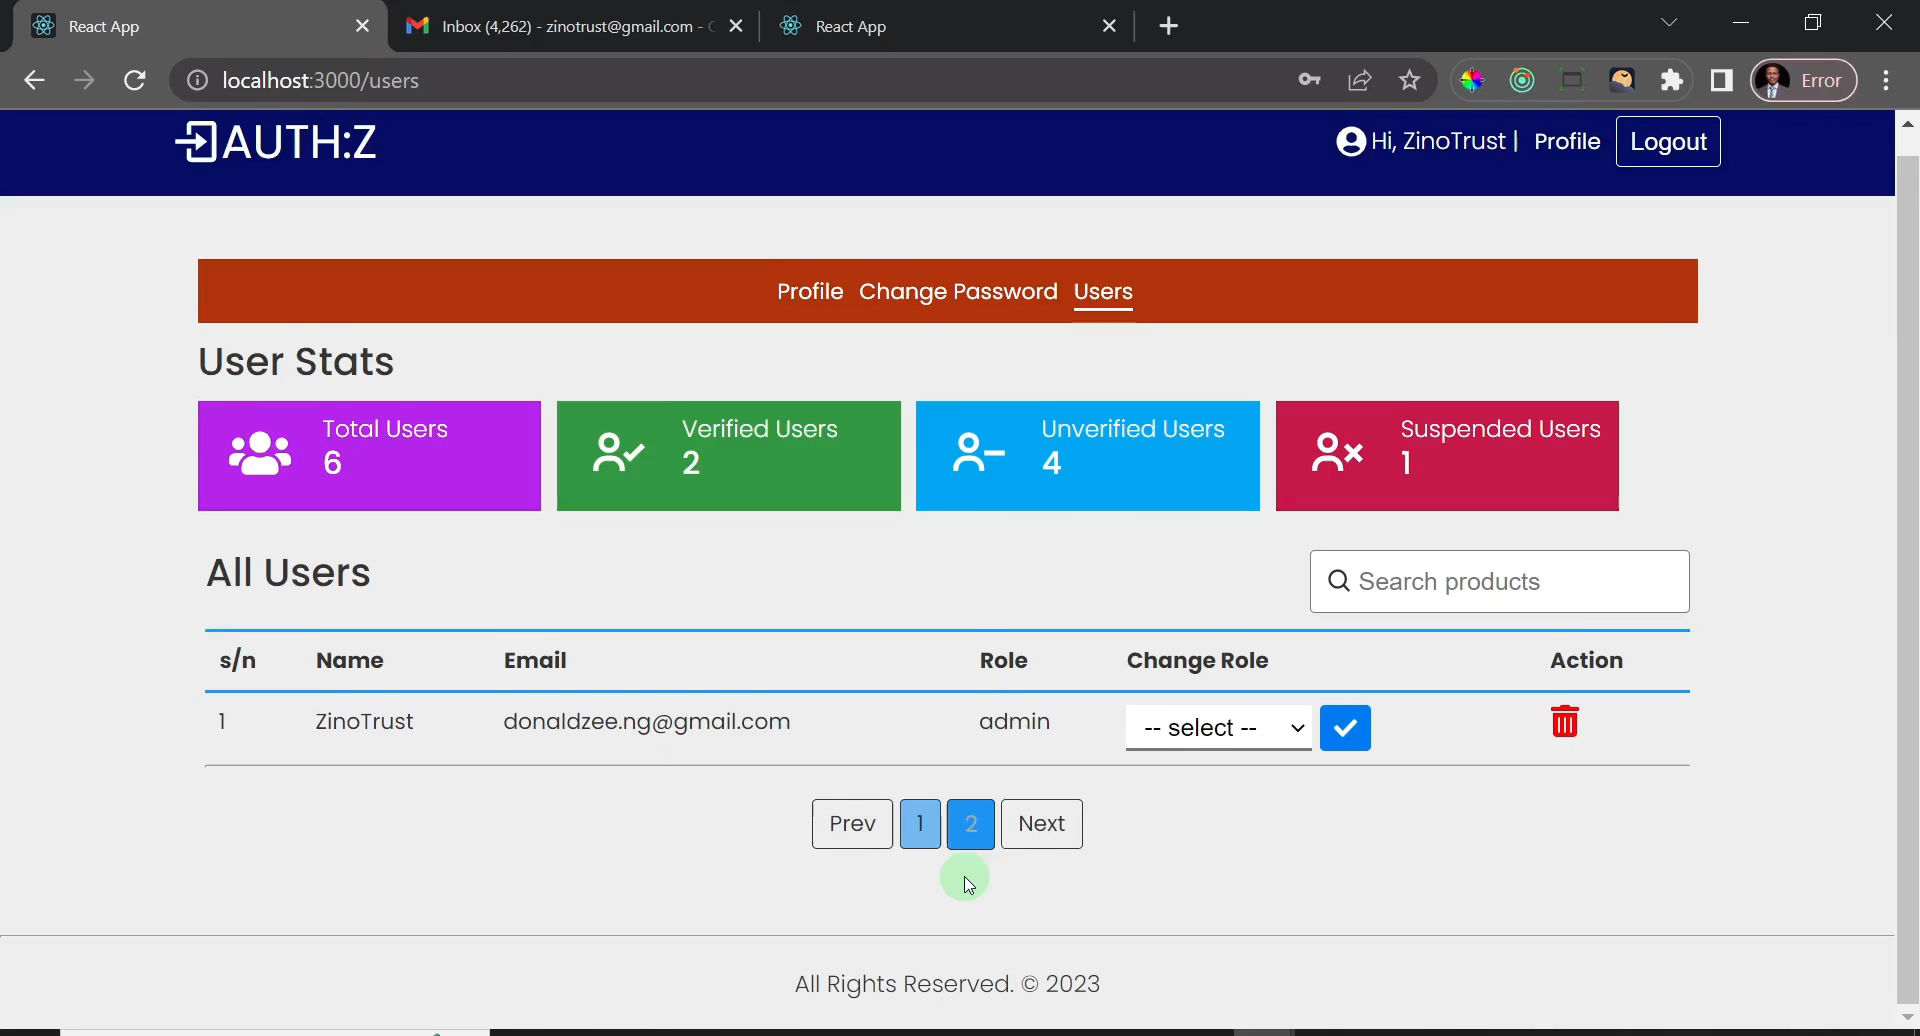 React App
Inbox (4,262) - zinotrust@gmail.com -
React App
localhost:3000/users
Error
AUTH:Z
Hi, ZinoTrust |
Profile
Logout
Profile
Change Password
Users
User Stats
Total Users
6
Verified Users
2
Unverified Users
4
Suspended Users
1
All Users
Search products
s/n Name Email Role Change Role Action
1 ZinoTrust donaldzee.ng@gmail.com admin -- select --
Prev 1 2 Next
All Rights Reserved. © 2023